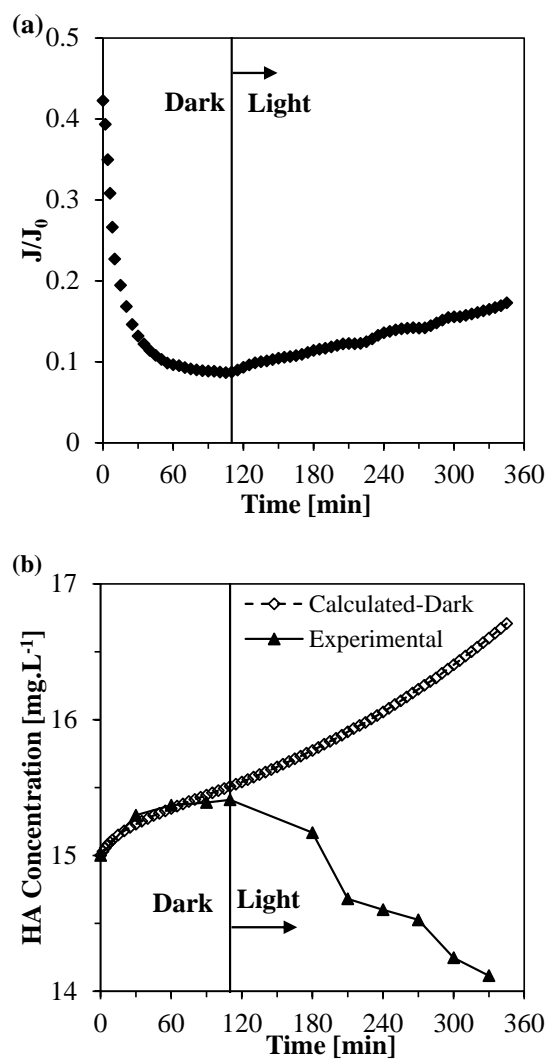 (a)
0.5
0.4
0.3
0.2
0.1
0
J/J0
Dark
Light
0 60 120 180 240 300 360
Time [min]
(b)
17
16
15
14
HA Concentration [mg.L-1]
Calculated-Dark
Experimental
Dark
Light
0 60 120 180 240 300 360
Time [min]